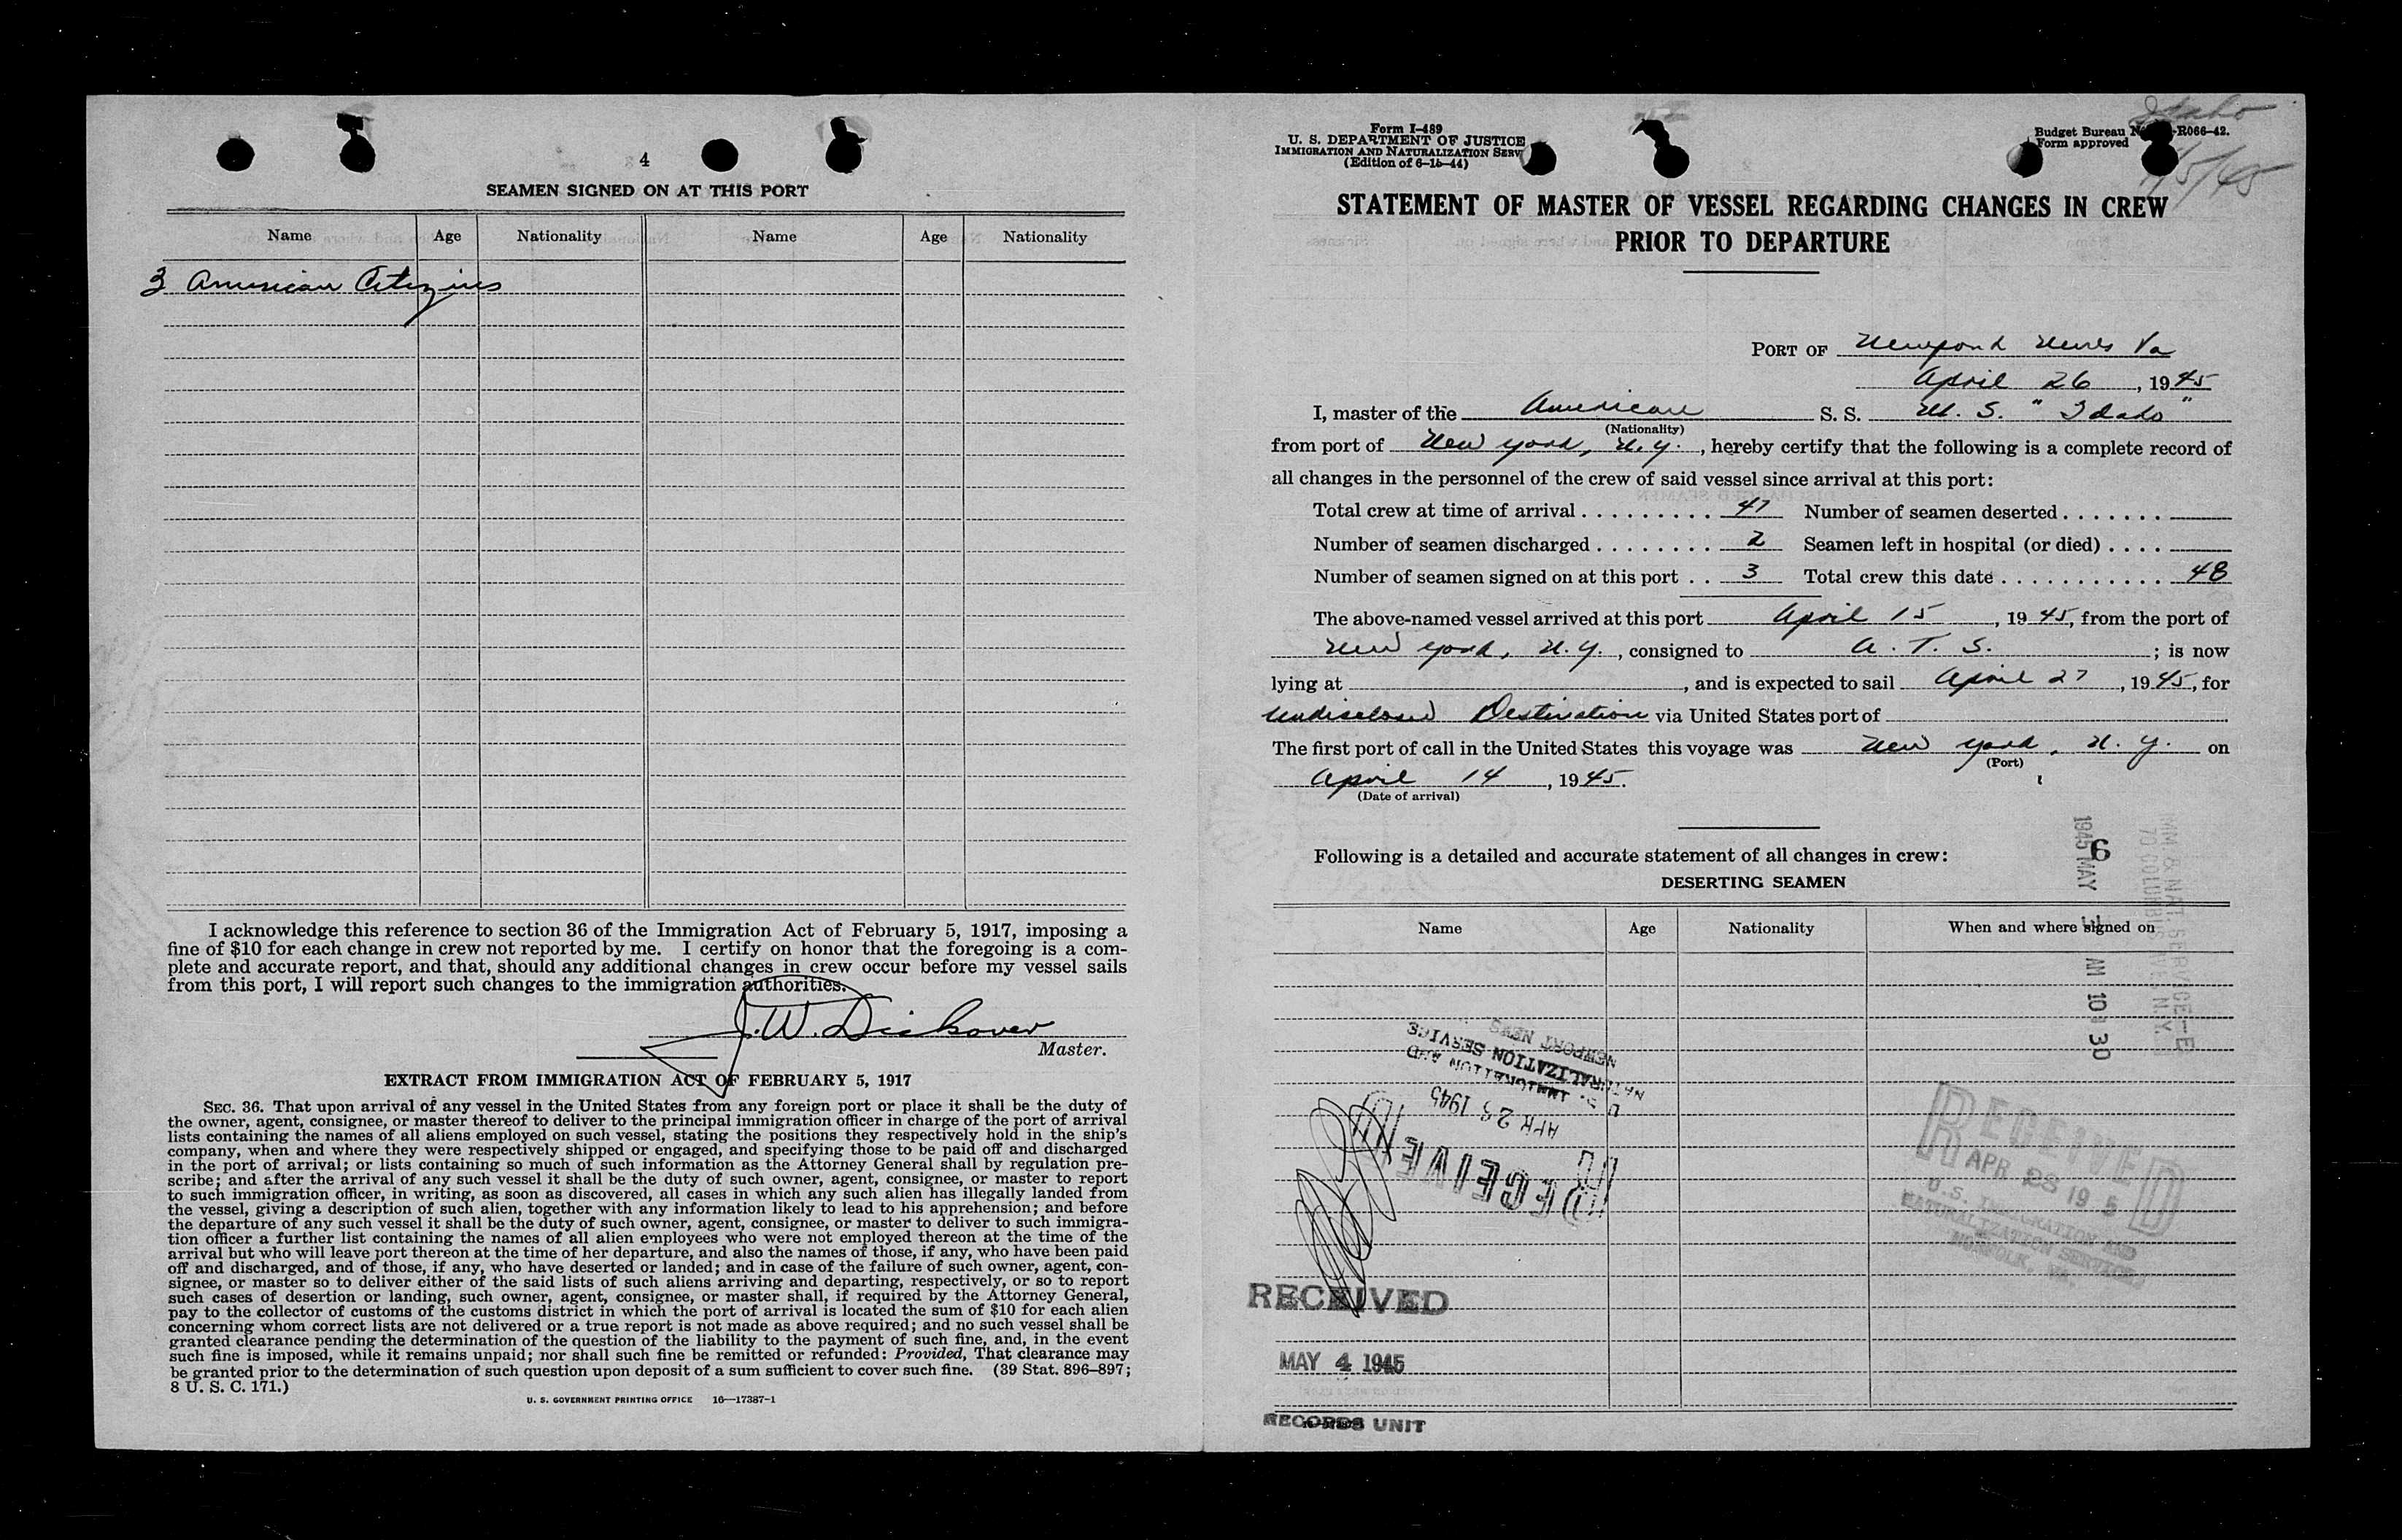 4
SEAMEN SIGNED ON AT THIS PORT
Name Age Nationality Name Age Nationality
3 American Citizens
I acknowledge this reference to section 36 of the Immigration Act of February 5, 1917, imposing a
fine of $10 for each change in crew not reported by me. I certify on honor that the foregoing is a com-
plete and accurate report, and that, should any additional changes in crew occur before my vessel sails
from this port, I will report such changes to the immigration authorities.
J. W. Dickover
Master.
EXTRACT FROM IMMIGRATION ACT OF FEBRUARY 5, 1917
SEC. 36. That upon arrival of any vessel in the United States from any foreign port or place it shall be the duty of
the owner, agent, consignee, or master thereof to deliver to the principal immigration officer in charge of the port of arrival
lists containing the names of all aliens employed on such vessel, stating the positions they respectively hold in the ship's
company, when and where they were respectively shipped or engaged, and specifying those to be paid off and discharged
in the port of arrival; or lists containing so much of such information as the Attorney General shall by regulation pre-
scribe; and after the arrival of any such vessel it shall be the duty of such owner, agent, consignee, or master to report
to such immigration officer, in writing, as soon as discovered, all cases in which any such alien has illegally landed from
the vessel, giving a description of such alien, together with any information likely to lead to his apprehension; and before
the departure of any such vessel it shall be the duty of such owner, agent, consignee, or master to deliver to such immigra-
tion officer a further list containing the names of all alien employees who were not employed thereon at the time of the
arrival but who will leave port thereon at the time of her departure, and also the names of those, if any, who have been paid
off and discharged, and of those, if any, who have deserted or landed; and in case of the failure of such owner, agent, con-
signee, or master so to deliver either of the said lists of such aliens arriving and departing, respectively, or so to report
such cases of desertion or landing, such owner, agent, consignee, or master shall, if required by the Attorney General,
pay to the collector of customs of the customs district in which the port of arrival is located the sum of $10 for each alien
concerning whom correct lists are not delivered or a true report is not made as above required; and no such vessel shall be
granted clearance pending the determination of the question of the liability to the payment of such fine, and, in the event
such fine is imposed, while it remains unpaid; nor shall such fine be remitted or refunded: Provided, That clearance may
be granted prior to the determination of such question upon deposit of a sum sufficient to cover such fine. (39 Stat. 896–897;
8 U. S. C. 171.)
U. S. GOVERNMENT PRINTING OFFICE 16—17387-1
Form I-489
U. S. DEPARTMENT OF JUSTICE
IMMIGRATION AND NATURALIZATION SERV
(Edition of 6-15-44)
Idaho
Budget Bureau -R066-42.
Form approved
STATEMENT OF MASTER OF VESSEL REGARDING CHANGES IN CREW
PRIOR TO DEPARTURE
PORT OF Newport News Va
April 26, 1945
I, master of the American S. S. M. S. "Idaho"
(Nationality)
from port of New York, N.Y., hereby certify that the following is a complete record of
all changes in the personnel of the crew of said vessel since arrival at this port:
Total crew at time of arrival . . . . . . . . . 47 Number of seamen deserted . . . . . . .
Number of seamen discharged . . . . . . . . 2 Seamen left in hospital (or died) . . . .
Number of seamen signed on at this port . . 3 Total crew this date . . . . . . . . . . . . 48
The above-named vessel arrived at this port April 15, 1945, from the port of
New York, N.Y., consigned to A. T. S.; is now
lying at , and is expected to sail April 27, 1945, for
Undisclosed Destination via United States port of
The first port of call in the United States this voyage was New York, N.Y. on
(Port)
April 14, 1945.
(Date of arrival)
Following is a detailed and accurate statement of all changes in crew:
DESERTING SEAMEN
Name Age Nationality When and where signed on
6
1945 MAY 3 AM 10 30
IMM. & NAT. SERVICE
70 COLUMBUS AVE. N.Y.
RECEIVED
APR 1945
U. S. IMMIGRATION AND
NATURALIZATION SERVICE
NEWPORT NEWS
RECEIVED
APR 28 19 5
U. S. IMMIGRATION AND
NATURALIZATION SERVICE
NORFOLK, VA.
RECEIVED
MAY 4 1945
RECORDS UNIT